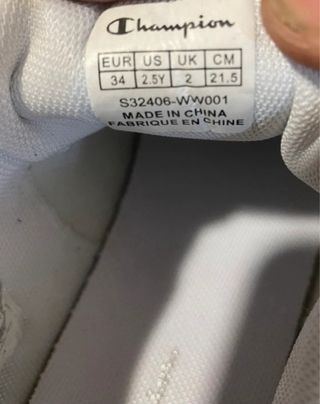 Champion
EUR US UK CM
34 2.5Y 2 21.5
S32406-WW001
MADE IN CHINA
FABRIQUE EN CHINE